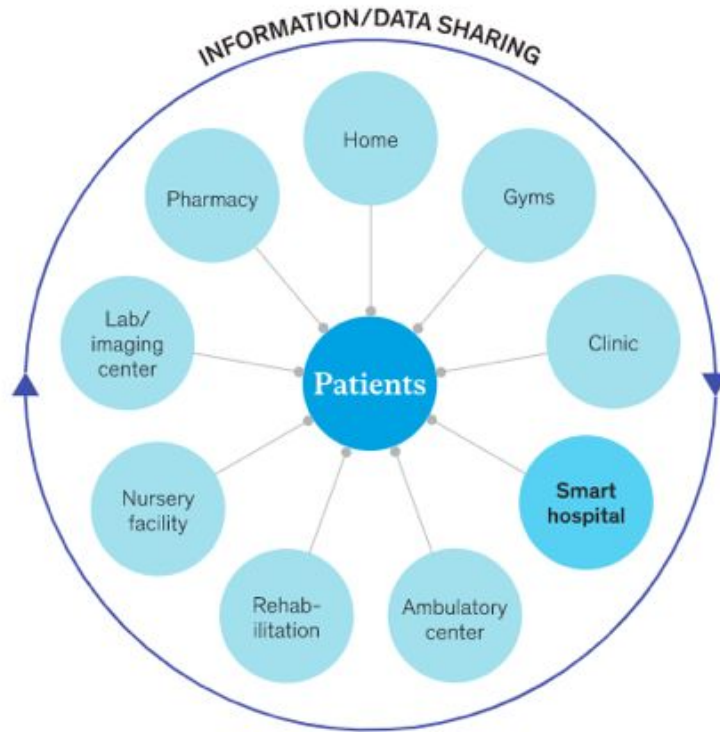 INFORMATION/DATA SHARING
Home
Pharmacy
Gyms
Lab/
imaging
center
Clinic
Patients
Nursery
facility
Smart
hospital
Rehab-
ilitation
Ambulatory
center